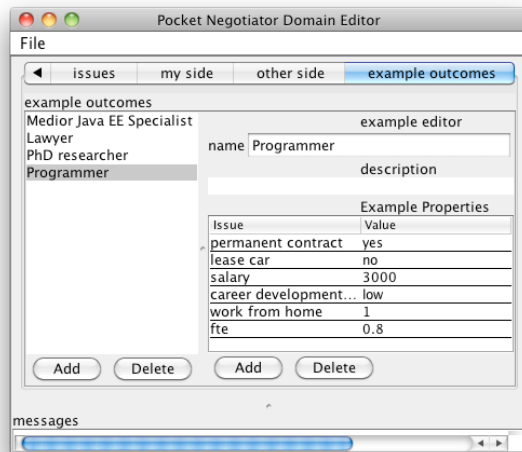 Pocket Negotiator Domain Editor
File
issues my side other side example outcomes
example outcomes
Medior Java EE Specialist
Lawyer
PhD researcher
Programmer
example editor
name Programmer
description
Example Properties
Issue Value
permanent contract yes
lease car no
salary 3000
career development... low
work from home 1
fte 0.8
Add Delete Add Delete
messages